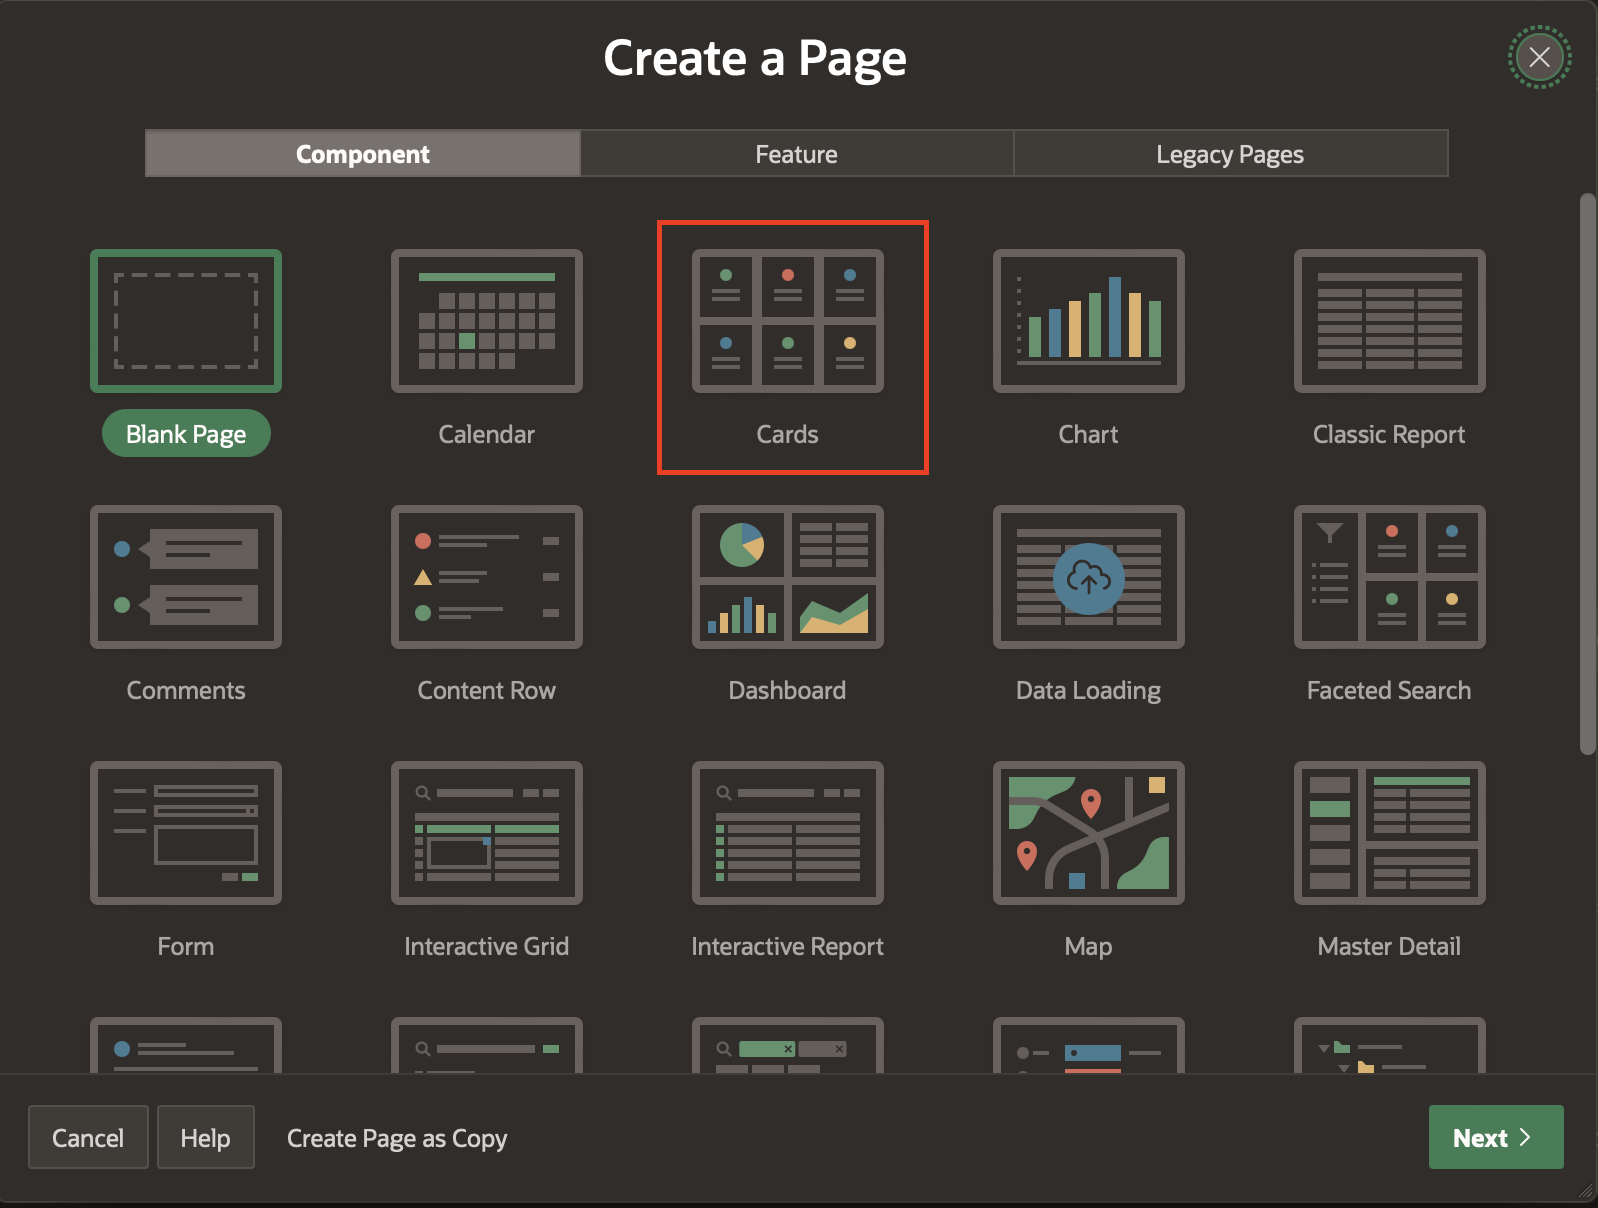 Create a Page
Component
Feature
Legacy Pages
Blank Page
Calendar
Cards
Chart
Classic Report
Comments
Content Row
Dashboard
Data Loading
Faceted Search
Form
Interactive Grid
Interactive Report
Map
Master Detail
Cancel
Help
Create Page as Copy
Next